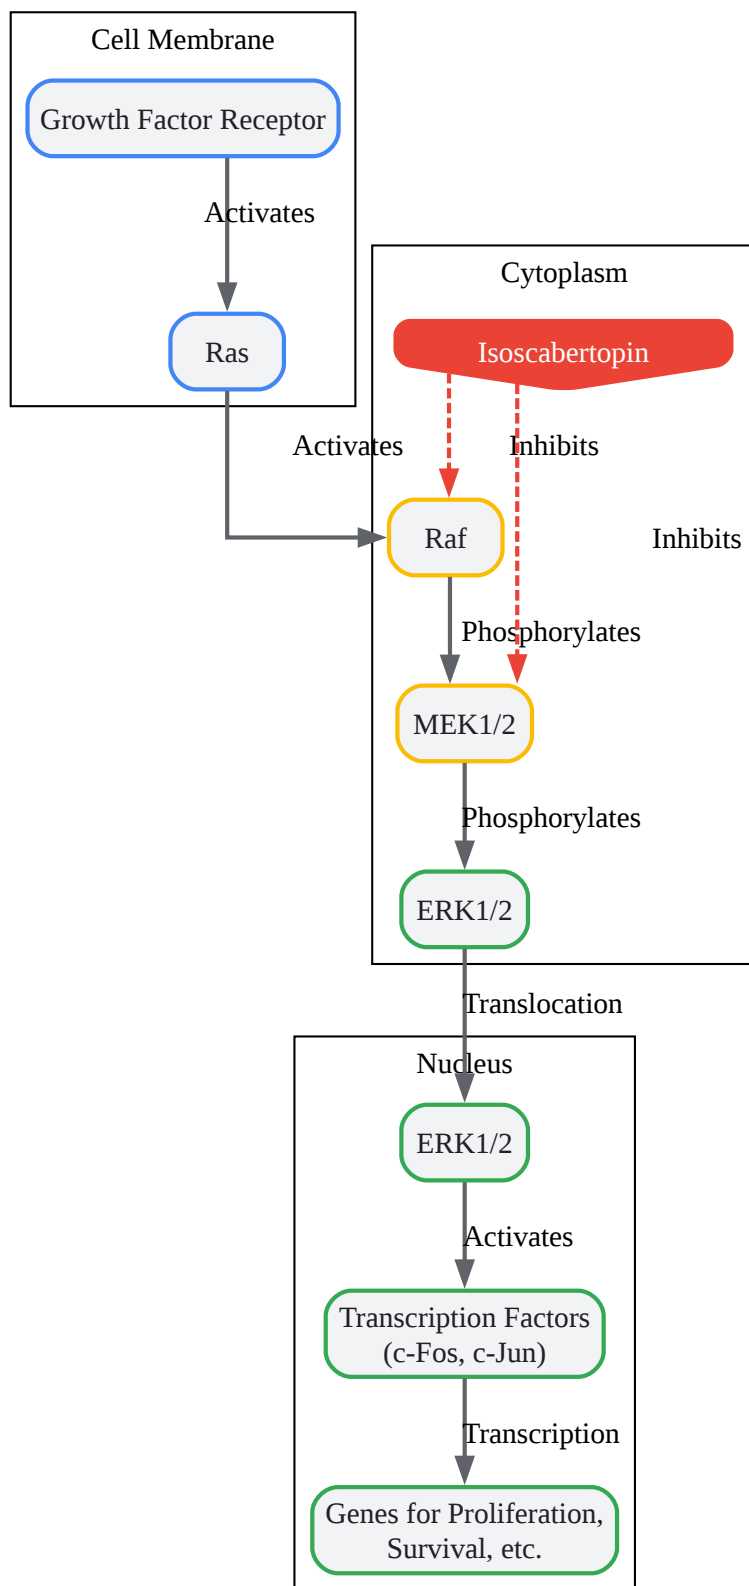 Cell Membrane
Growth Factor Receptor
Activates
Ras
Cytoplasm
Isoscabertopin
Activates
Inhibits
Raf
Inhibits
Phosphorylates
MEK1/2
Phosphorylates
ERK1/2
Translocation
Nucleus
ERK1/2
Activates
Transcription Factors
(c-Fos, c-Jun)
Transcription
Genes for Proliferation,
Survival, etc.